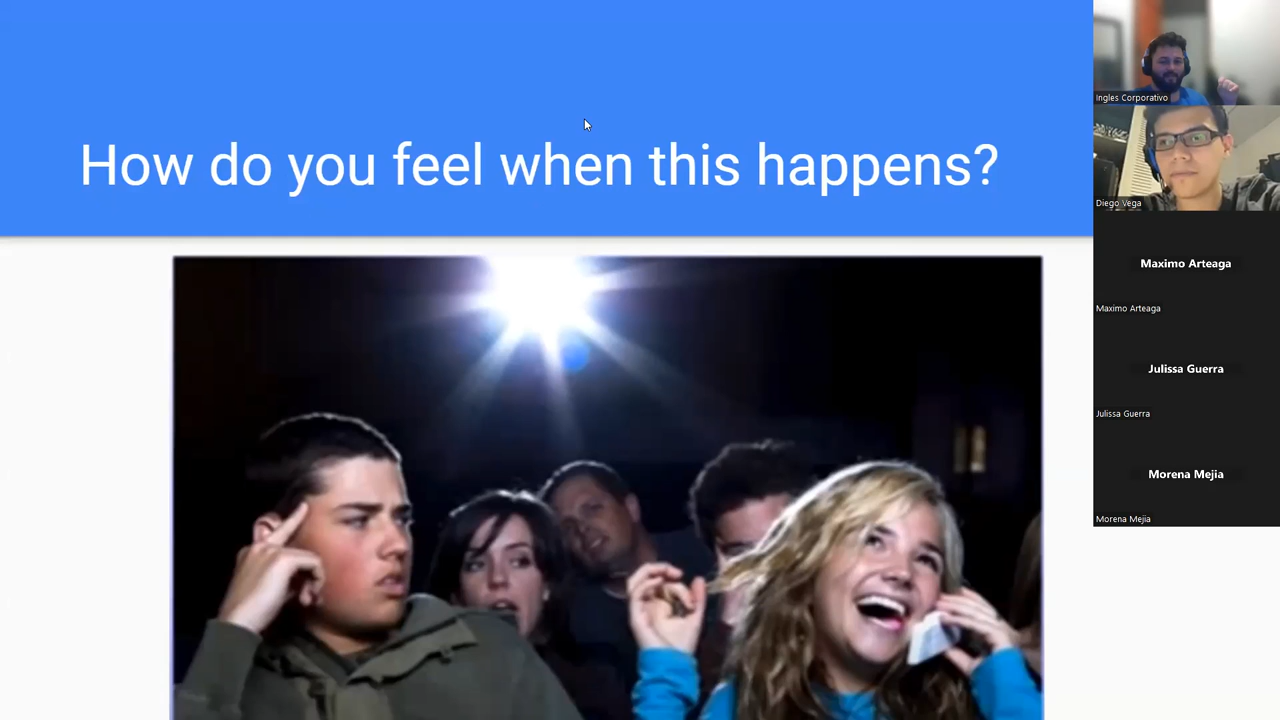 How do you feel when this happens?
Ingles Corporativo
Diego Vega
Maximo Arteaga
Maximo Arteaga
Julissa Guerra
Julissa Guerra
Morena Mejia
Morena Mejia